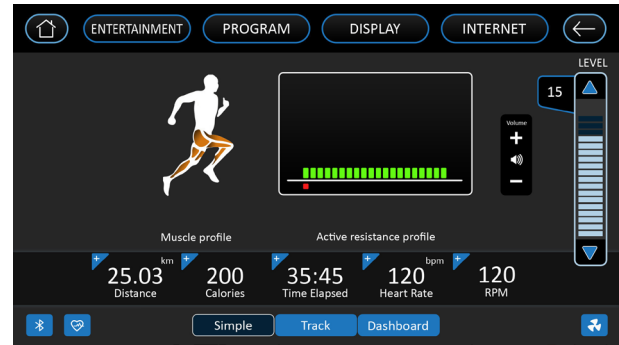 ENTERTAINMENT PROGRAM DISPLAY INTERNET
LEVEL
15
Volume
+
−
Muscle profile Active resistance profile
+ km + + + bpm +
25.03 200 35:45 120 120
Distance Calories Time Elapsed Heart Rate RPM
Simple Track Dashboard